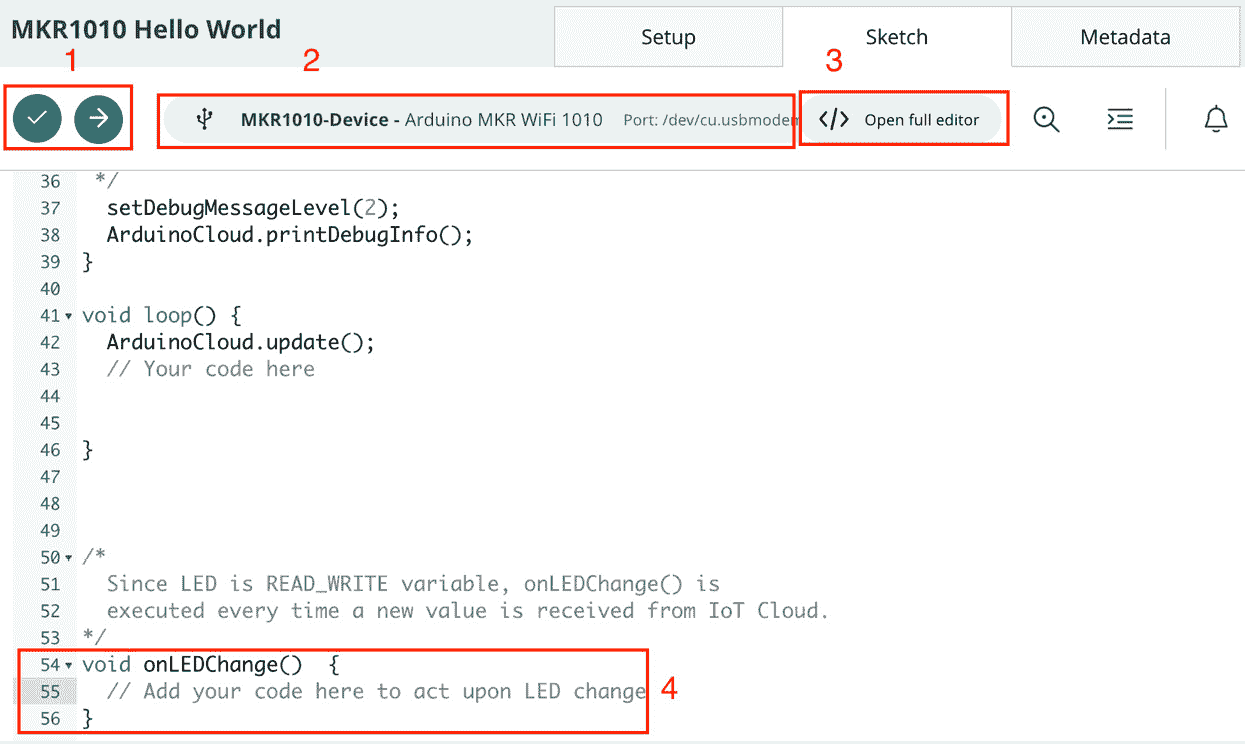 MKR1010 Hello World
Setup
Sketch
Metadata
1
2
3
MKR1010-Device - Arduino MKR WiFi 1010 Port: /dev/cu.usbmodem
</> Open full editor
36 */
37 setDebugMessageLevel(2);
38 ArduinoCloud.printDebugInfo();
39 }
40
41 void loop() {
42 ArduinoCloud.update();
43 // Your code here
44
45
46 }
47
48
49
50 /*
51 Since LED is READ_WRITE variable, onLEDChange() is
52 executed every time a new value is received from IoT Cloud.
53 */
54 void onLEDChange()  {
55 // Add your code here to act upon LED change
4
56 }